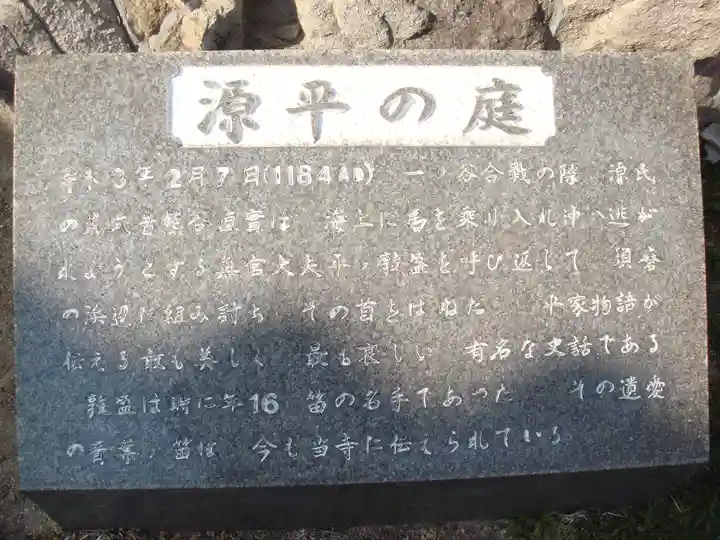 源平の庭
寿永3年2月7日(1184AD) 一ノ谷合戦の際 源氏
の荒武者熊谷直實は 海上に馬を乗り入れ沖へ逃が
れようとする無官大夫平ノ敦盛を呼び返して 須磨
の浜辺に組み討ち その首をはねた 平家物語が
伝える最も美しく 最も哀しい 有名な史話である
敦盛は時に年16 笛の名手であった その遺愛
の青葉ノ笛は 今も当寺に伝えられている